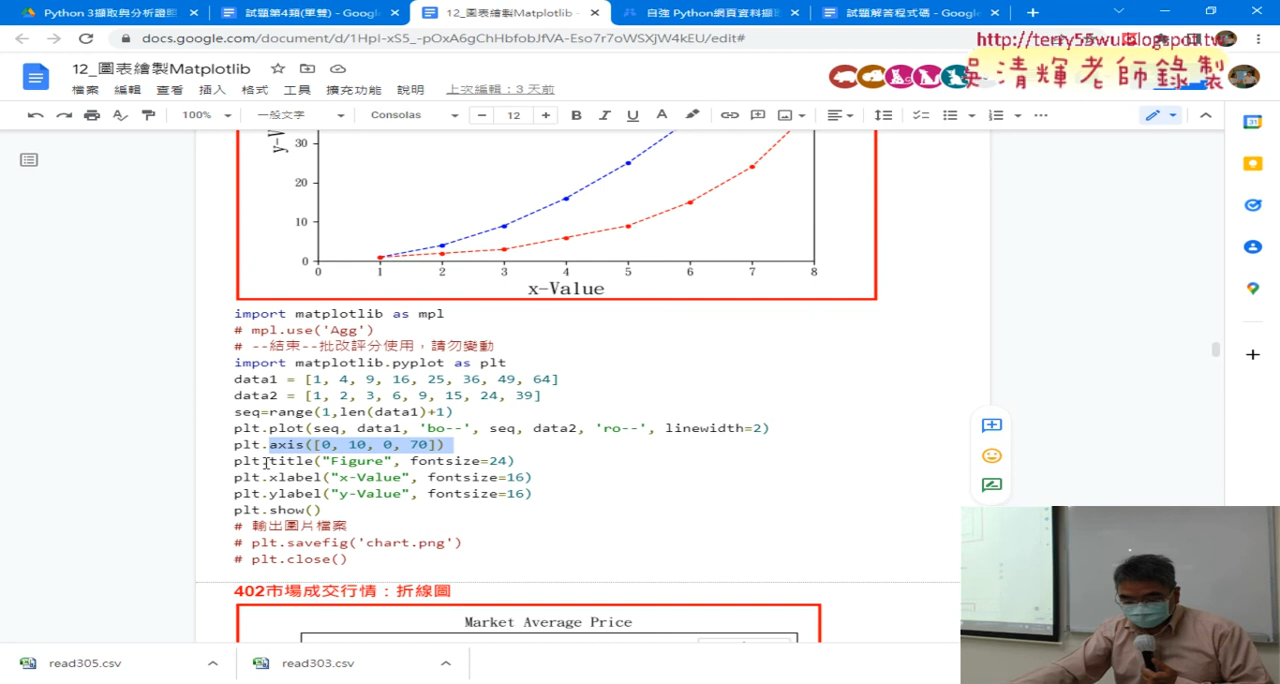 Python 3擷取與分析證照
試題第4類(單雙) - Googl
12_圖表繪製Matplotlib -
自強 Python網頁資料擷
試題解答程式碼 - Google
docs.google.com/document/d/1HpI-xS5_-pOxA6gChHbfobJfVA-Eso7r7oWSXjW4kEU/edit#
http://terry55wu.blogspot.tw
吳清輝老師錄製
12_圖表繪製Matplotlib
檔案 編輯 查看 插入 格式 工具 擴充功能 說明 上次編輯：3 天前
100% 一般文字 Consolas 12 B I U A
31
30
20
10
0
y-V
0 1 2 3 4 5 6 7 8
x-Value
import matplotlib as mpl
# mpl.use('Agg')
# --結束--批改評分使用，請勿變動
import matplotlib.pyplot as plt
data1 = [1, 4, 9, 16, 25, 36, 49, 64]
data2 = [1, 2, 3, 6, 9, 15, 24, 39]
seq=range(1,len(data1)+1)
plt.plot(seq, data1, 'bo--', seq, data2, 'ro--', linewidth=2)
plt.axis([0, 10, 0, 70])
plt.title("Figure", fontsize=24)
plt.xlabel("x-Value", fontsize=16)
plt.ylabel("y-Value", fontsize=16)
plt.show()
# 輸出圖片檔案
# plt.savefig('chart.png')
# plt.close()
402市場成交行情：折線圖
Market Average Price
read305.csv
read303.csv